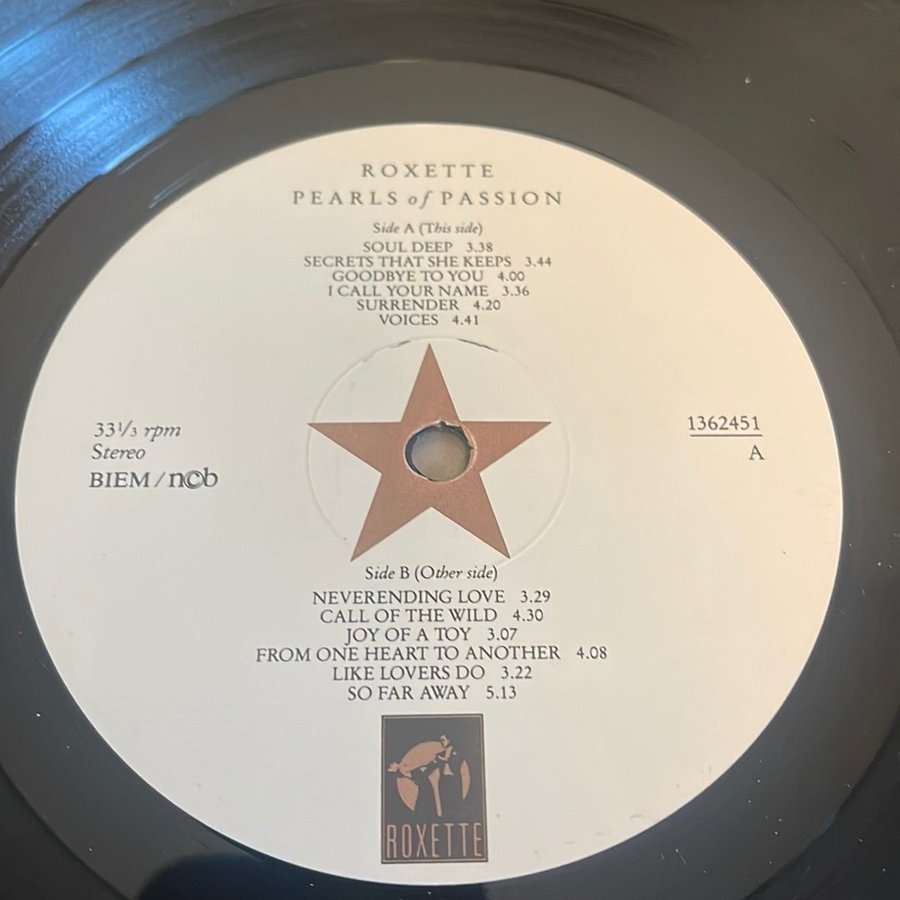 ROXETTE
PEARLS of PASSION
Side A (This side)
SOUL DEEP 3.38
SECRETS THAT SHE KEEPS 3.44
GOODBYE TO YOU 4.00
I CALL YOUR NAME 3.36
SURRENDER 4.20
VOICES 4.41
33 1/3 rpm
Stereo
BIEM / ncb
1362451
A
Side B (Other side)
NEVERENDING LOVE 3.29
CALL OF THE WILD 4.30
JOY OF A TOY 3.07
FROM ONE HEART TO ANOTHER 4.08
LIKE LOVERS DO 3.22
SO FAR AWAY 5.13
ROXETTE